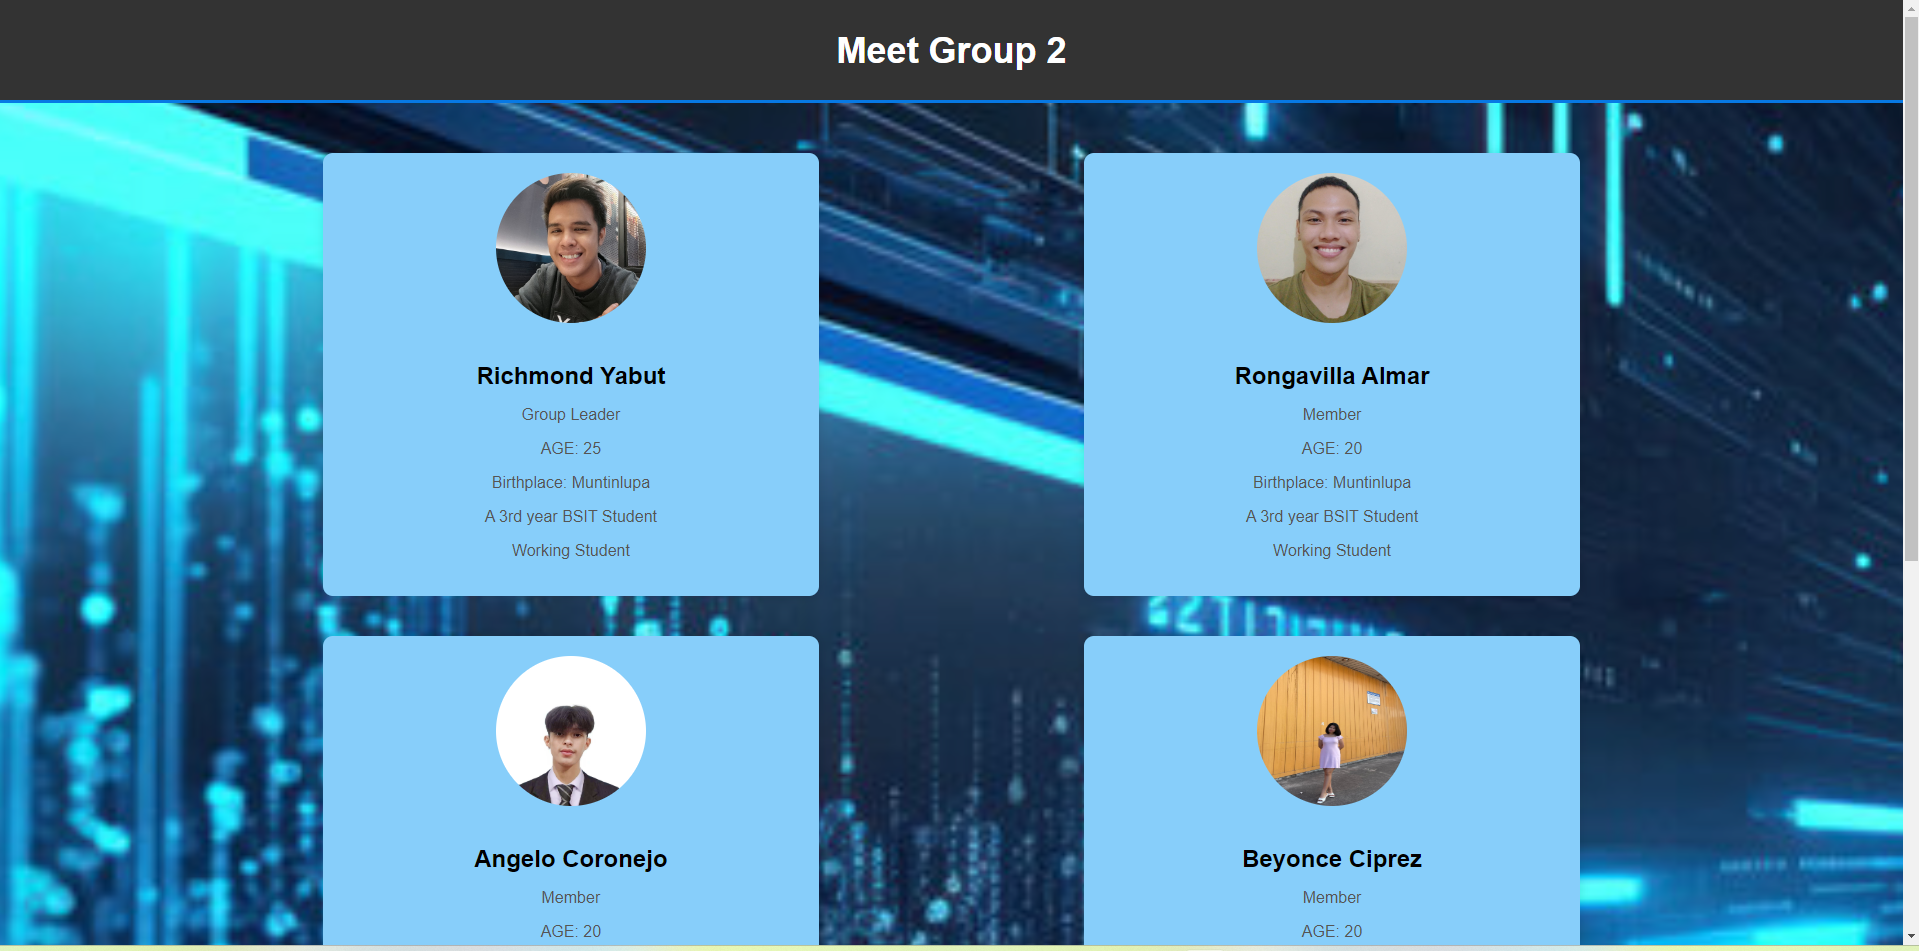 Meet Group 2
Richmond Yabut
Group Leader
AGE: 25
Birthplace: Muntinlupa
A 3rd year BSIT Student
Working Student
Rongavilla Almar
Member
AGE: 20
Birthplace: Muntinlupa
A 3rd year BSIT Student
Working Student
Angelo Coronejo
Member
AGE: 20
Beyonce Ciprez
Member
AGE: 20